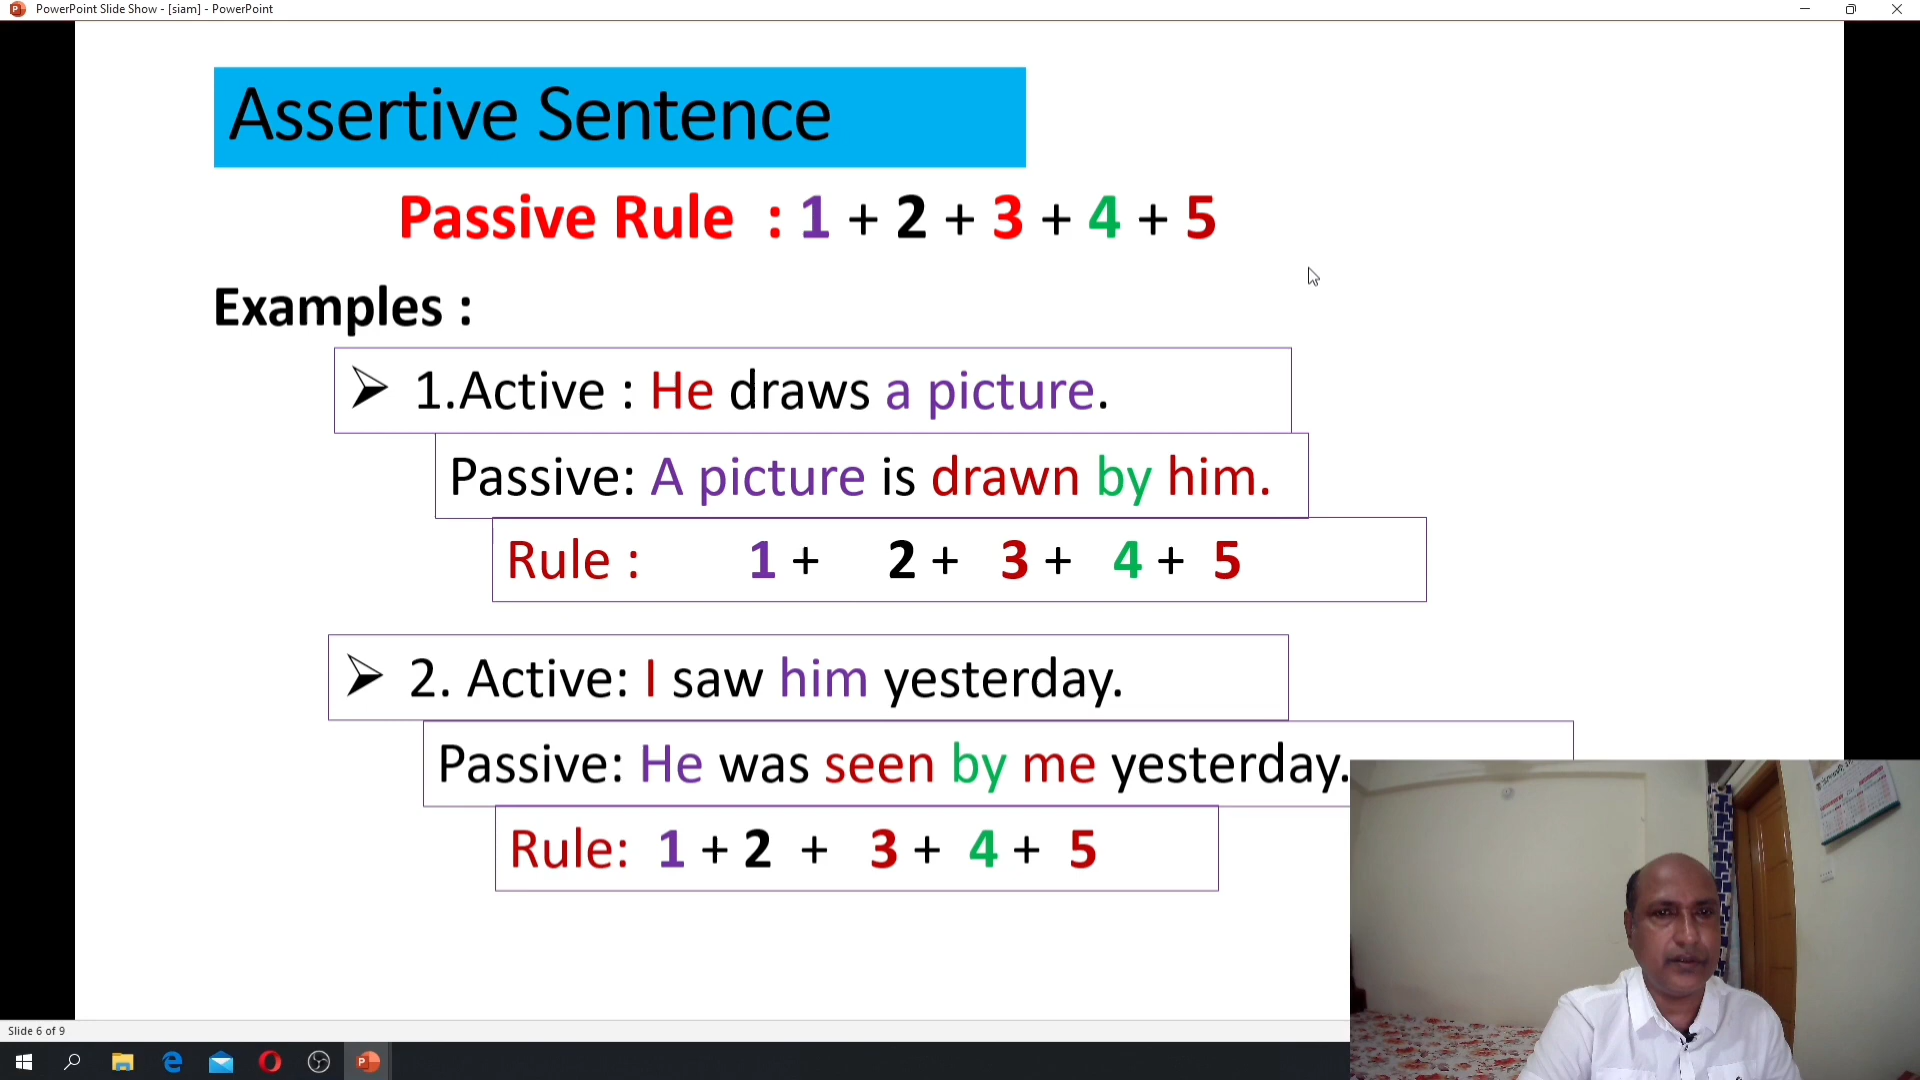 PowerPoint Slide Show - [siam] - PowerPoint
Assertive Sentence
Passive Rule : 1 + 2 + 3 + 4 + 5
Examples :
➢ 1.Active : He draws a picture.
Passive: A picture is drawn by him.
Rule : 1 + 2 + 3 + 4 + 5
➢ 2. Active: I saw him yesterday.
Passive: He was seen by me yesterday.
Rule: 1 + 2 + 3 + 4 + 5
Slide 6 of 9